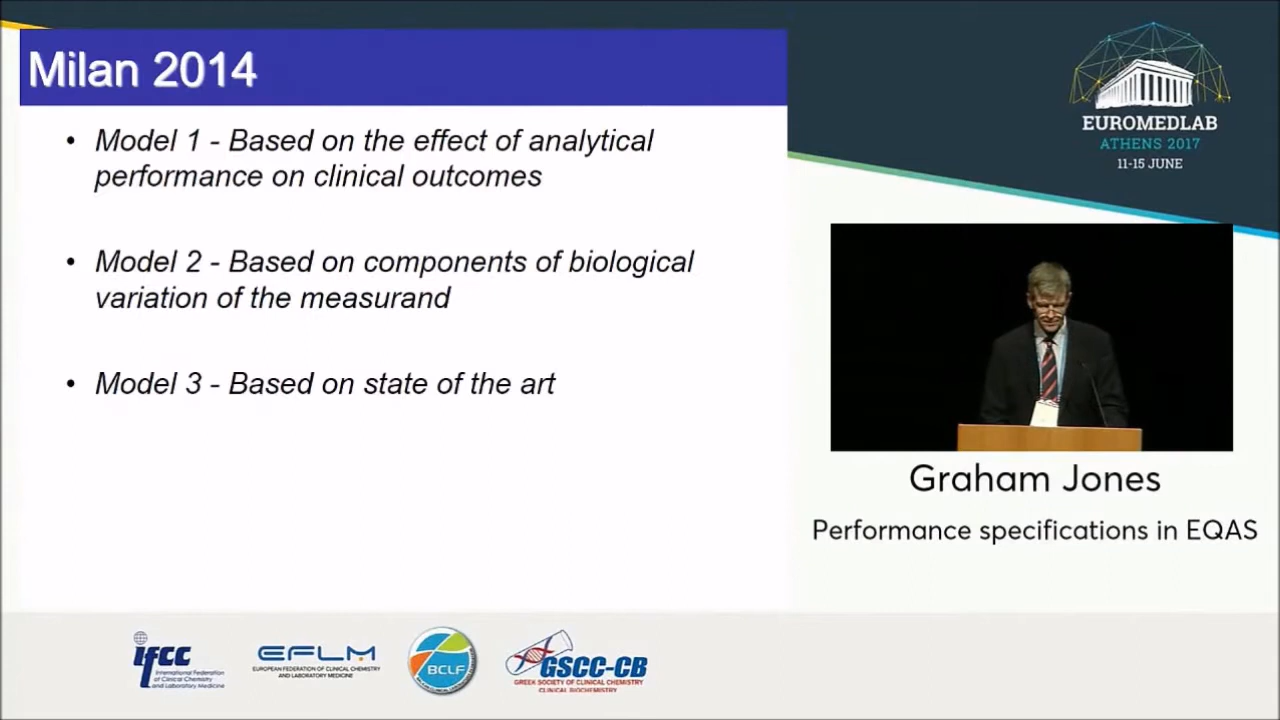 Milan 2014
• Model 1 - Based on the effect of analytical
performance on clinical outcomes
• Model 2 - Based on components of biological
variation of the measurand
• Model 3 - Based on state of the art
EUROMEDLAB
ATHENS 2017
11-15 JUNE
Graham Jones
Performance specifications in EQAS
ifcc
International Federation
of Clinical Chemistry
and Laboratory Medicine
EFLM
EUROPEAN FEDERATION OF CLINICAL CHEMISTRY
AND LABORATORY MEDICINE
BCLF
GSCC-CB
GREEK SOCIETY OF CLINICAL CHEMISTRY
CLINICAL BIOCHEMISTRY